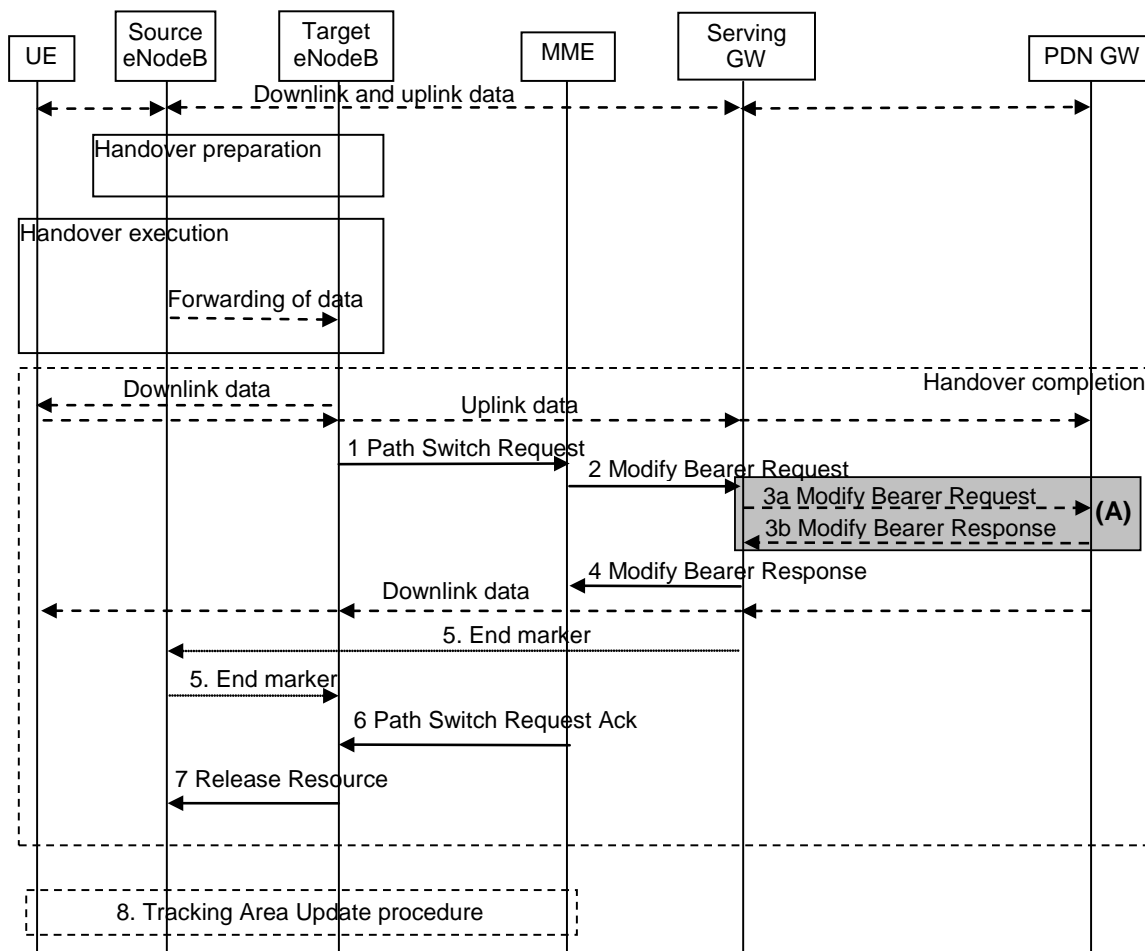 UE
Source
eNodeB
Target
eNodeB
MME
Serving
GW
PDN GW
Downlink and uplink data
Handover preparation
Handover execution
Forwarding of data
Handover completion
Downlink data
Uplink data
1 Path Switch Request
2 Modify Bearer Request
3a Modify Bearer Request
(A)
3b Modify Bearer Response
4 Modify Bearer Response
Downlink data
5. End marker
5. End marker
6 Path Switch Request Ack
7 Release Resource
8. Tracking Area Update procedure